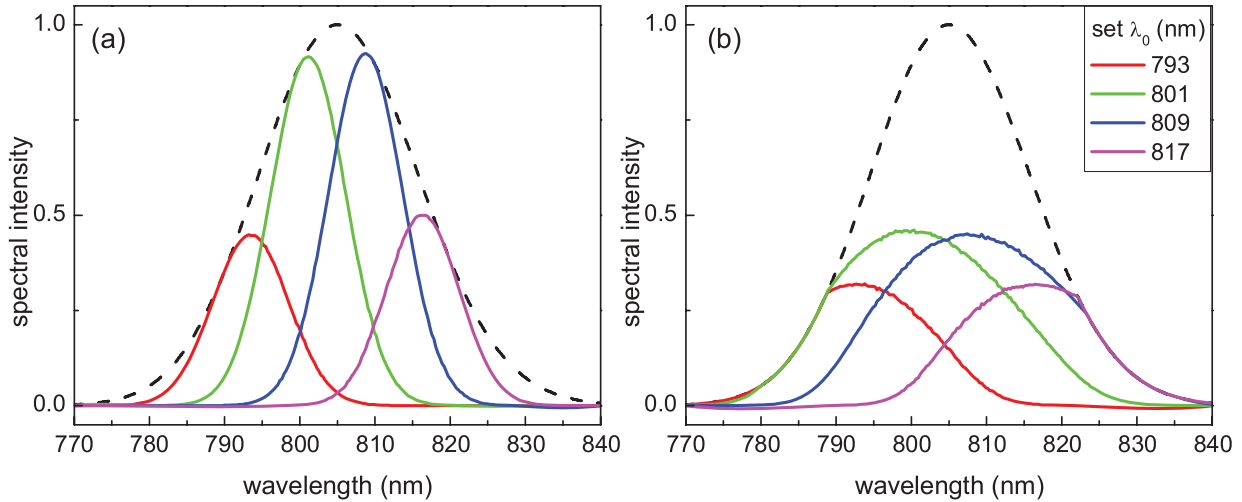 (a)
1.0
0.5
0.0
spectral intensity
770 780 790 800 810 820 830 840
wavelength (nm)
(b)
1.0
0.5
0.0
spectral intensity
770 780 790 800 810 820 830 840
wavelength (nm)
set λ₀ (nm)
793
801
809
817